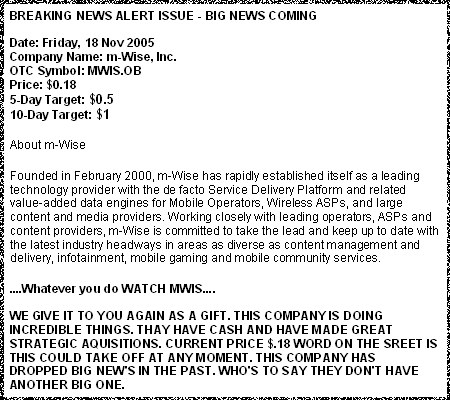 BREAKING NEWS ALERT ISSUE - BIG NEWS COMING
Date: Friday, 18 Nov 2005
Company Name: m-Wise, Inc.
OTC Symbol: MWIS.OB
Price: $0.18
5-Day Target: $0.5
10-Day Target: $1
About m-Wise
Founded in February 2000, m-Wise has rapidly established itself as a leading
technology provider with the de facto Service Delivery Platform and related
value-added data engines for Mobile Operators, Wireless ASPs, and large
content and media providers. Working closely with leading operators, ASPs and
content providers, m-Wise is committed to take the lead and keep up to date with
the latest industry headways in areas as diverse as content management and
delivery, infotainment, mobile gaming and mobile community services.
....Whatever you do WATCH MWIS....
WE GIVE IT TO YOU AGAIN AS A GIFT. THIS COMPANY IS DOING
INCREDIBLE THINGS. THAY HAVE CASH AND HAVE MADE GREAT
STRATEGIC AQUISITIONS. CURRENT PRICE $.18 WORD ON THE SREET IS
THIS COULD TAKE OFF AT ANY MOMENT. THIS COMPANY HAS
DROPPED BIG NEW'S IN THE PAST. WHO'S TO SAY THEY DON'T HAVE
ANOTHER BIG ONE.